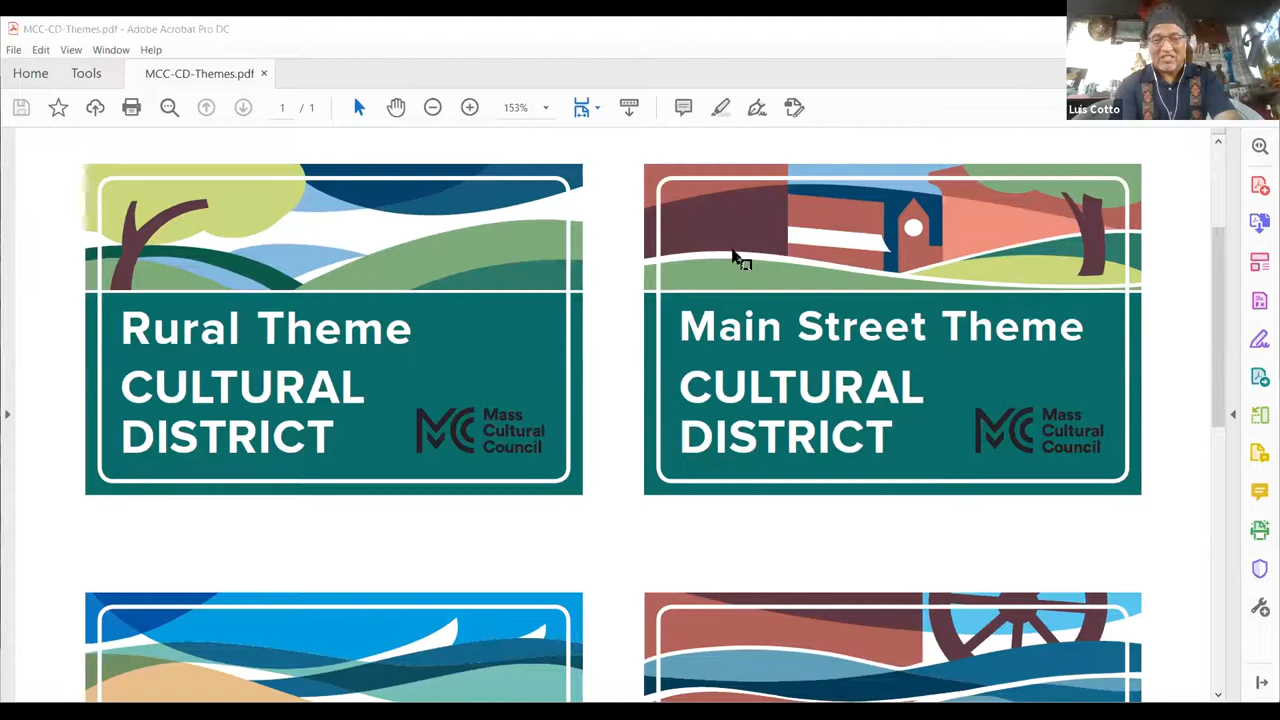 MCC-CD-Themes.pdf - Adobe Acrobat Pro DC
File Edit View Window Help
Home Tools MCC-CD-Themes.pdf ×
1 / 1 153%
Luis Cotto
Rural Theme
CULTURAL
DISTRICT
MC Mass
Cultural
Council
Main Street Theme
CULTURAL
DISTRICT
MC Mass
Cultural
Council